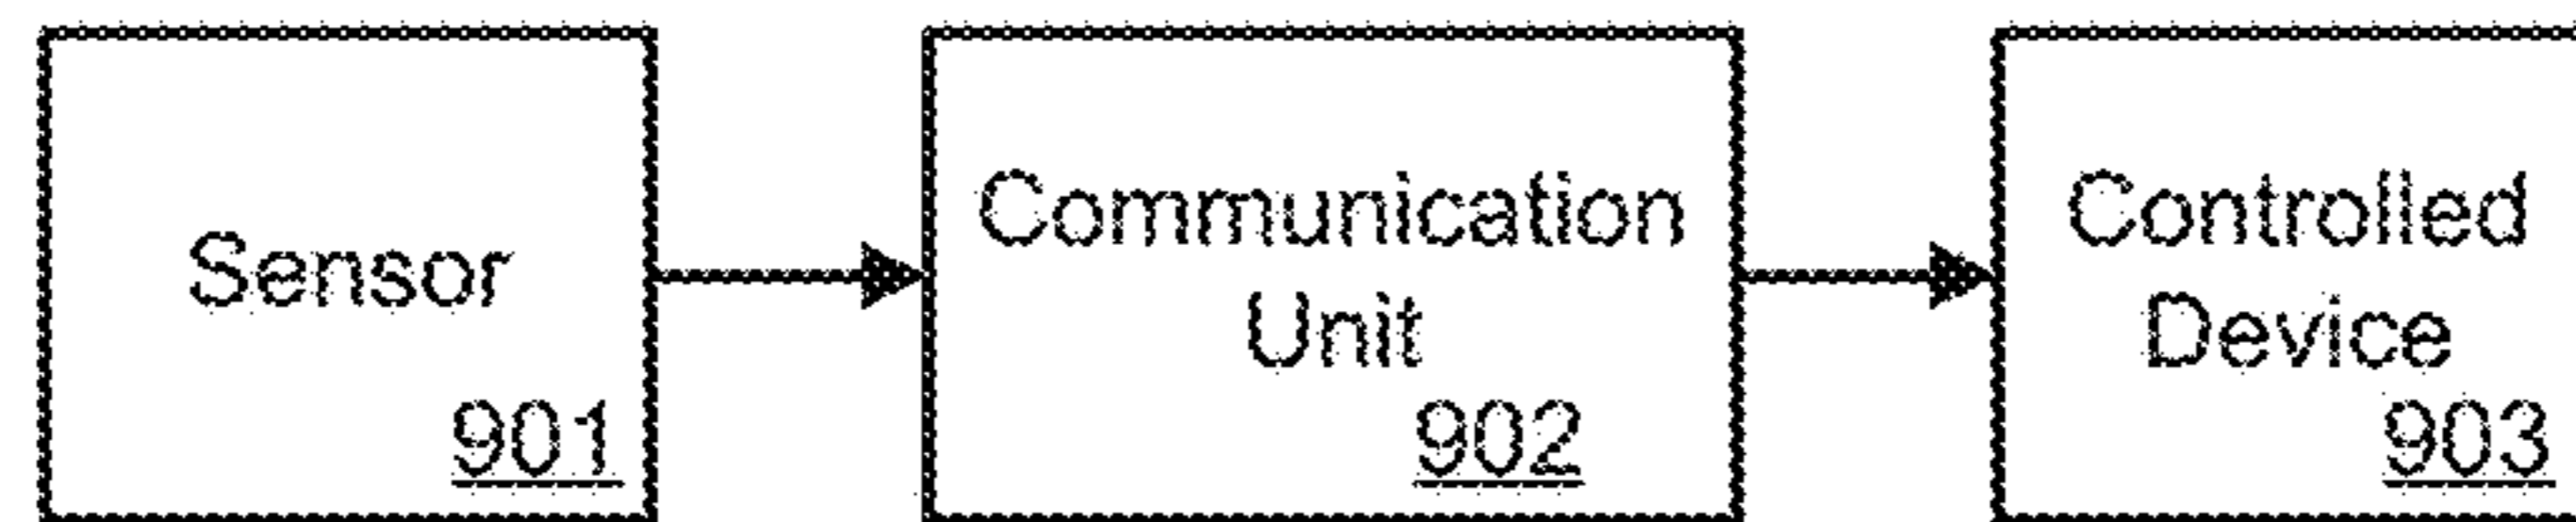 Sensor
901
Communication
Unit
902
Controlled
Device
903